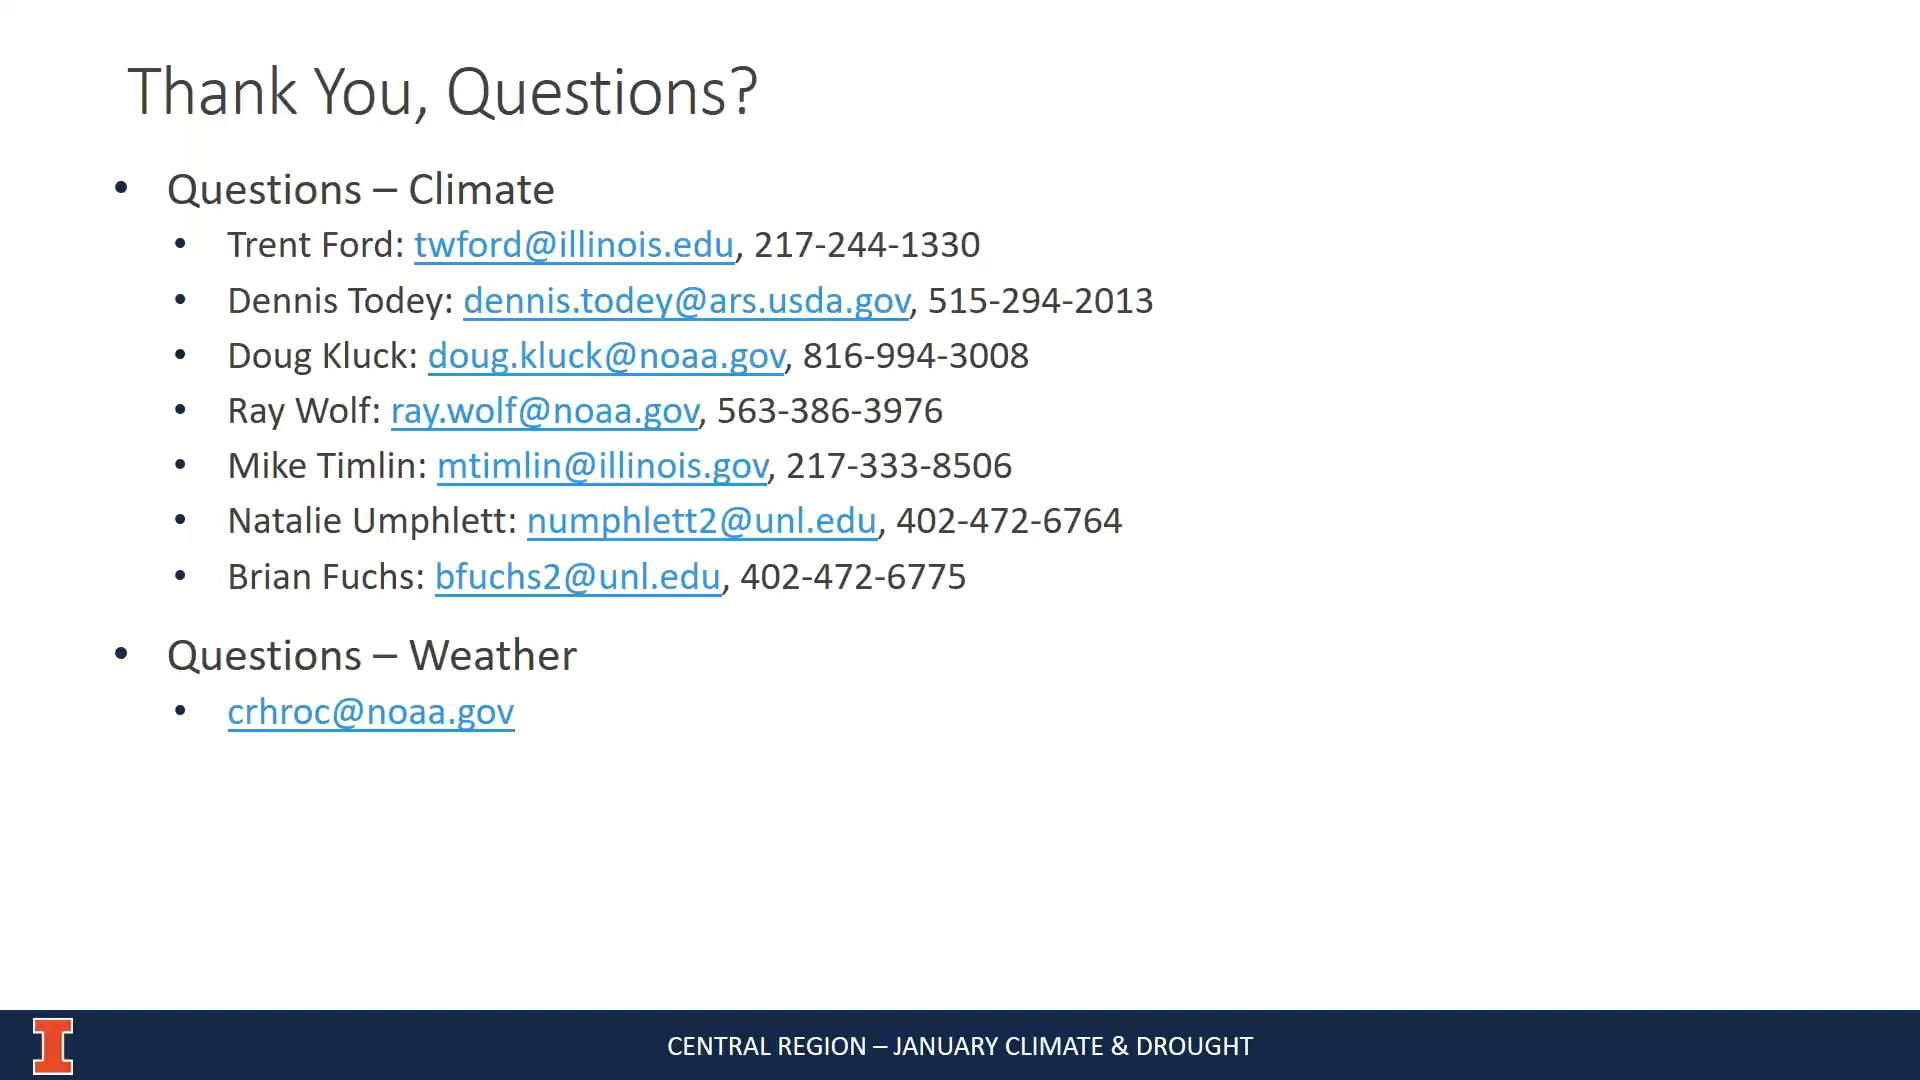 Thank You, Questions?
• Questions – Climate
• Trent Ford: twford@illinois.edu, 217-244-1330
• Dennis Todey: dennis.todey@ars.usda.gov, 515-294-2013
• Doug Kluck: doug.kluck@noaa.gov, 816-994-3008
• Ray Wolf: ray.wolf@noaa.gov, 563-386-3976
• Mike Timlin: mtimlin@illinois.gov, 217-333-8506
• Natalie Umphlett: numphlett2@unl.edu, 402-472-6764
• Brian Fuchs: bfuchs2@unl.edu, 402-472-6775
• Questions – Weather
• crhroc@noaa.gov
I
CENTRAL REGION – JANUARY CLIMATE & DROUGHT